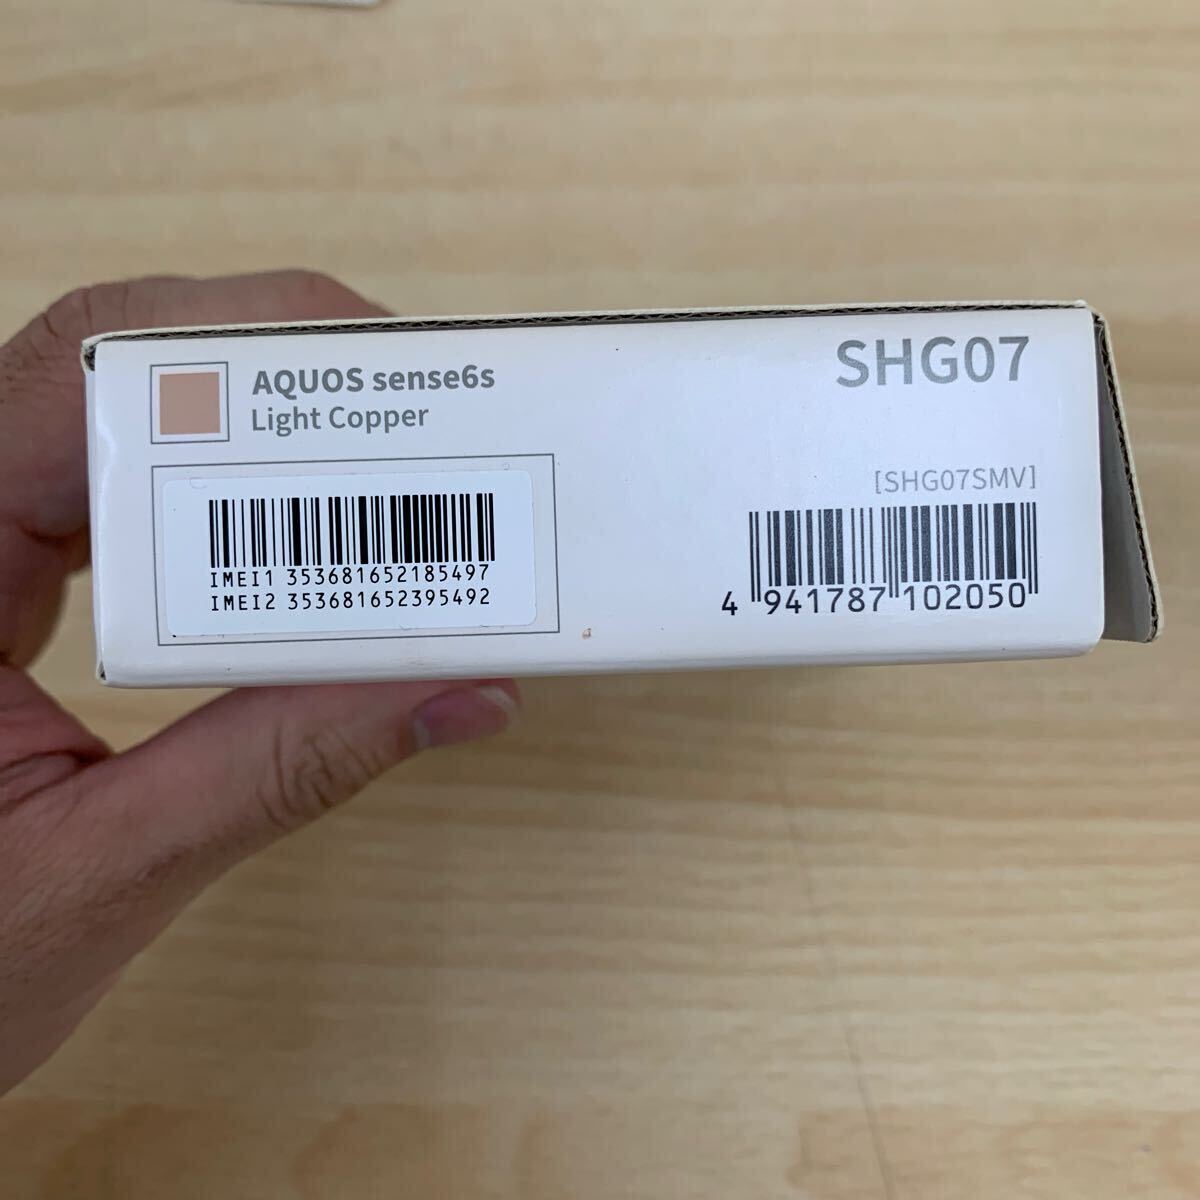 AQUOS sense6s
Light Copper
SHG07
[SHG07SMV]
IMEI1 353681652185497
IMEI2 353681652395492
4 941787 102050